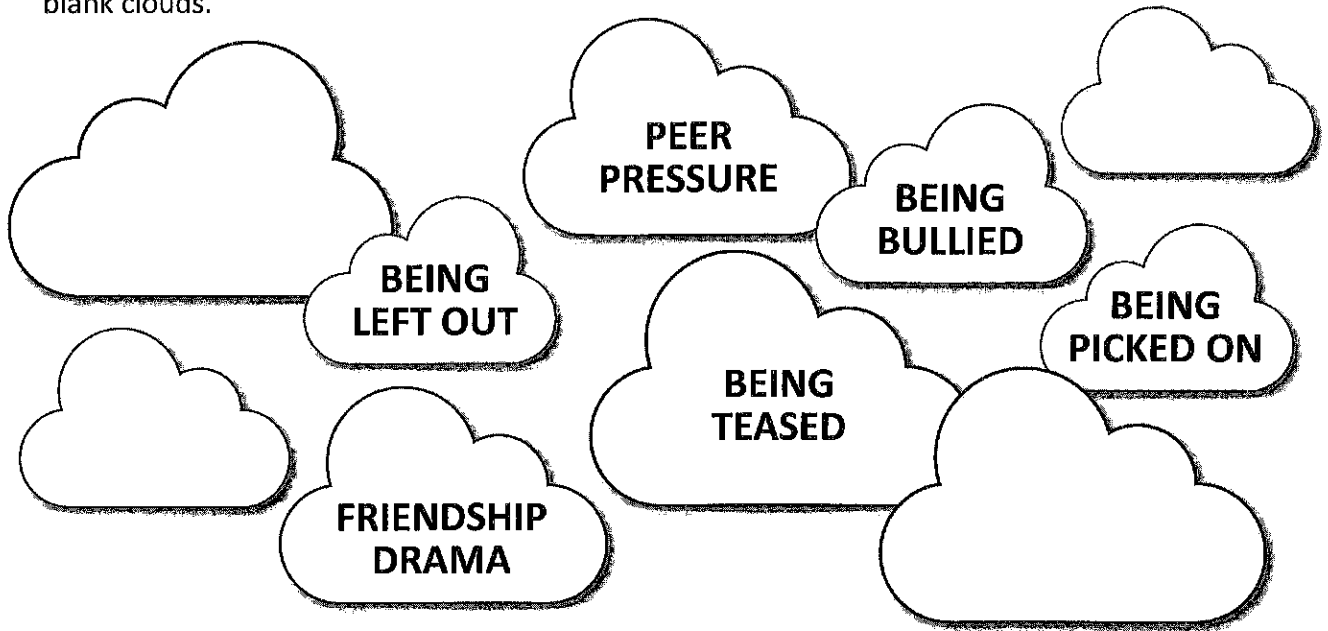 blank clouds.
PEER
PRESSURE
BEING
BULLIED
BEING
LEFT OUT
BEING
PICKED ON
BEING
TEASED
FRIENDSHIP
DRAMA